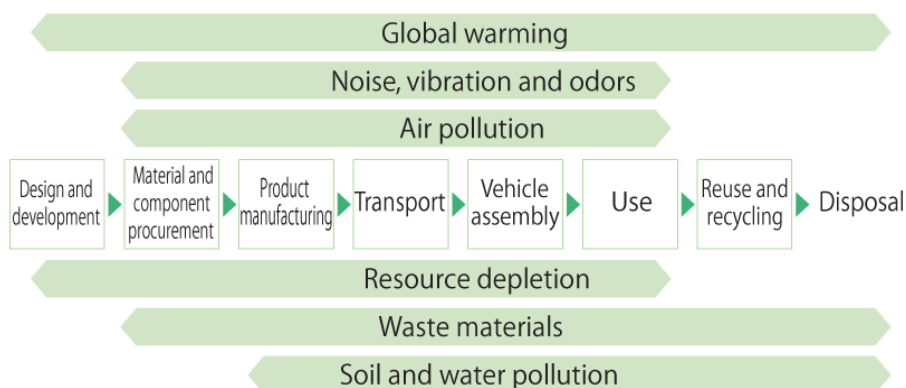 Global warming
Noise, vibration and odors
Air pollution
Design and
development
Material and
component
procurement
Product
manufacturing
Transport
Vehicle
assembly
Use
Reuse and
recycling
Disposal
Resource depletion
Waste materials
Soil and water pollution